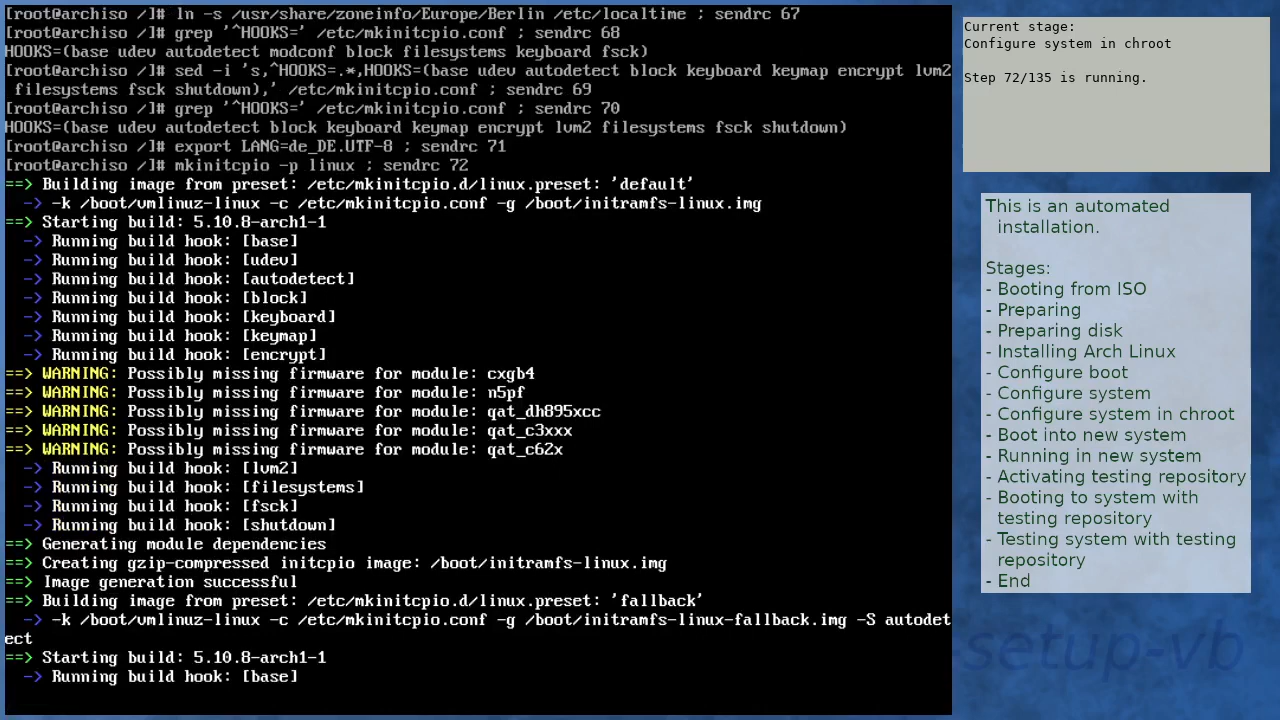 [root@archiso /]# ln -s /usr/share/zoneinfo/Europe/Berlin /etc/localtime ; sendrc 67
[root@archiso /]# grep '^HOOKS=' /etc/mkinitcpio.conf ; sendrc 68
HOOKS=(base udev autodetect modconf block filesystems keyboard fsck)
[root@archiso /]# sed -i 's,^HOOKS=.*,HOOKS=(base udev autodetect block keyboard keymap encrypt lvm2
 filesystems fsck shutdown),' /etc/mkinitcpio.conf ; sendrc 69
[root@archiso /]# grep '^HOOKS=' /etc/mkinitcpio.conf ; sendrc 70
HOOKS=(base udev autodetect block keyboard keymap encrypt lvm2 filesystems fsck shutdown)
[root@archiso /]# export LANG=de_DE.UTF-8 ; sendrc 71
[root@archiso /]# mkinitcpio -p linux ; sendrc 72
==> Building image from preset: /etc/mkinitcpio.d/linux.preset: 'default'
  -> -k /boot/vmlinuz-linux -c /etc/mkinitcpio.conf -g /boot/initramfs-linux.img
==> Starting build: 5.10.8-arch1-1
  -> Running build hook: [base]
  -> Running build hook: [udev]
  -> Running build hook: [autodetect]
  -> Running build hook: [block]
  -> Running build hook: [keyboard]
  -> Running build hook: [keymap]
  -> Running build hook: [encrypt]
==> WARNING: Possibly missing firmware for module: cxgb4
==> WARNING: Possibly missing firmware for module: n5pf
==> WARNING: Possibly missing firmware for module: qat_dh895xcc
==> WARNING: Possibly missing firmware for module: qat_c3xxx
==> WARNING: Possibly missing firmware for module: qat_c62x
  -> Running build hook: [lvm2]
  -> Running build hook: [filesystems]
  -> Running build hook: [fsck]
  -> Running build hook: [shutdown]
==> Generating module dependencies
==> Creating gzip-compressed initcpio image: /boot/initramfs-linux.img
==> Image generation successful
==> Building image from preset: /etc/mkinitcpio.d/linux.preset: 'fallback'
  -> -k /boot/vmlinuz-linux -c /etc/mkinitcpio.conf -g /boot/initramfs-linux-fallback.img -S autodet
ect
==> Starting build: 5.10.8-arch1-1
  -> Running build hook: [base]
Current stage:
Configure system in chroot
Step 72/135 is running.
This is an automated
installation.
Stages:
- Booting from ISO
- Preparing
- Preparing disk
- Installing Arch Linux
- Configure boot
- Configure system
- Configure system in chroot
- Boot into new system
- Running in new system
- Activating testing repository
- Booting to system with
testing repository
- Testing system with testing
repository
- End
-setup-vb